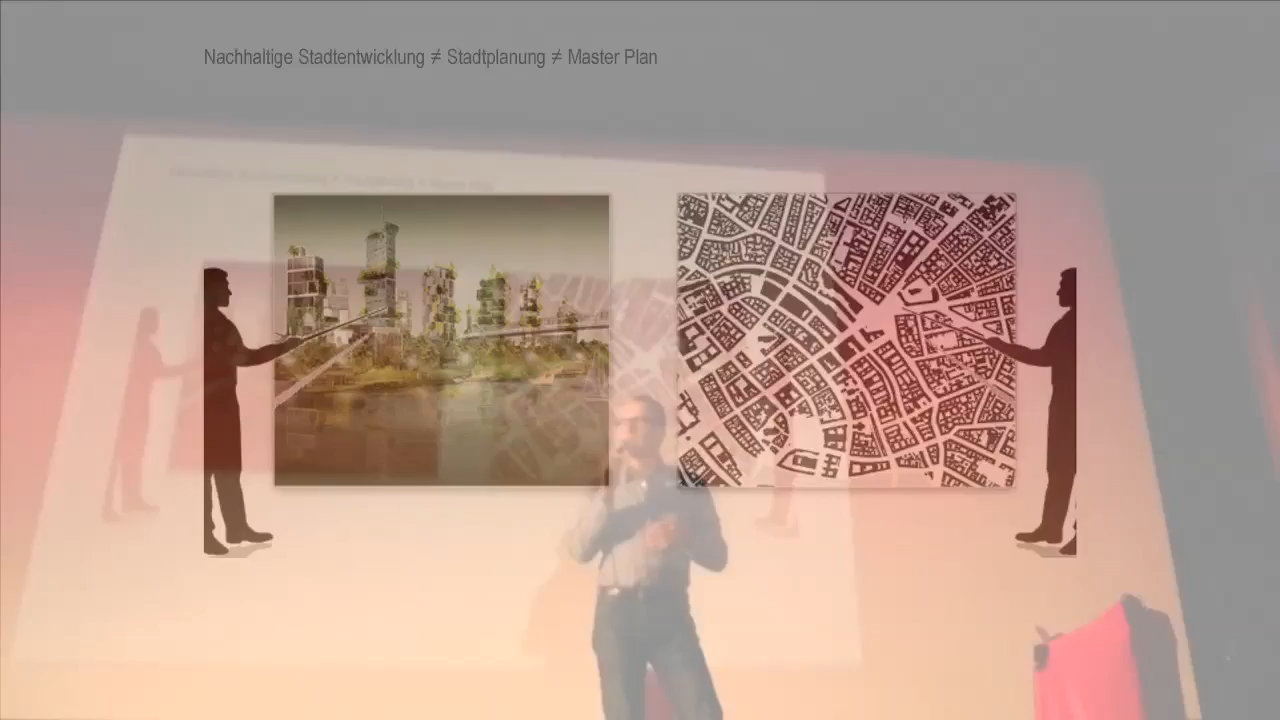 Nachhaltige Stadtentwicklung ≠ Stadtplanung ≠ Master Plan